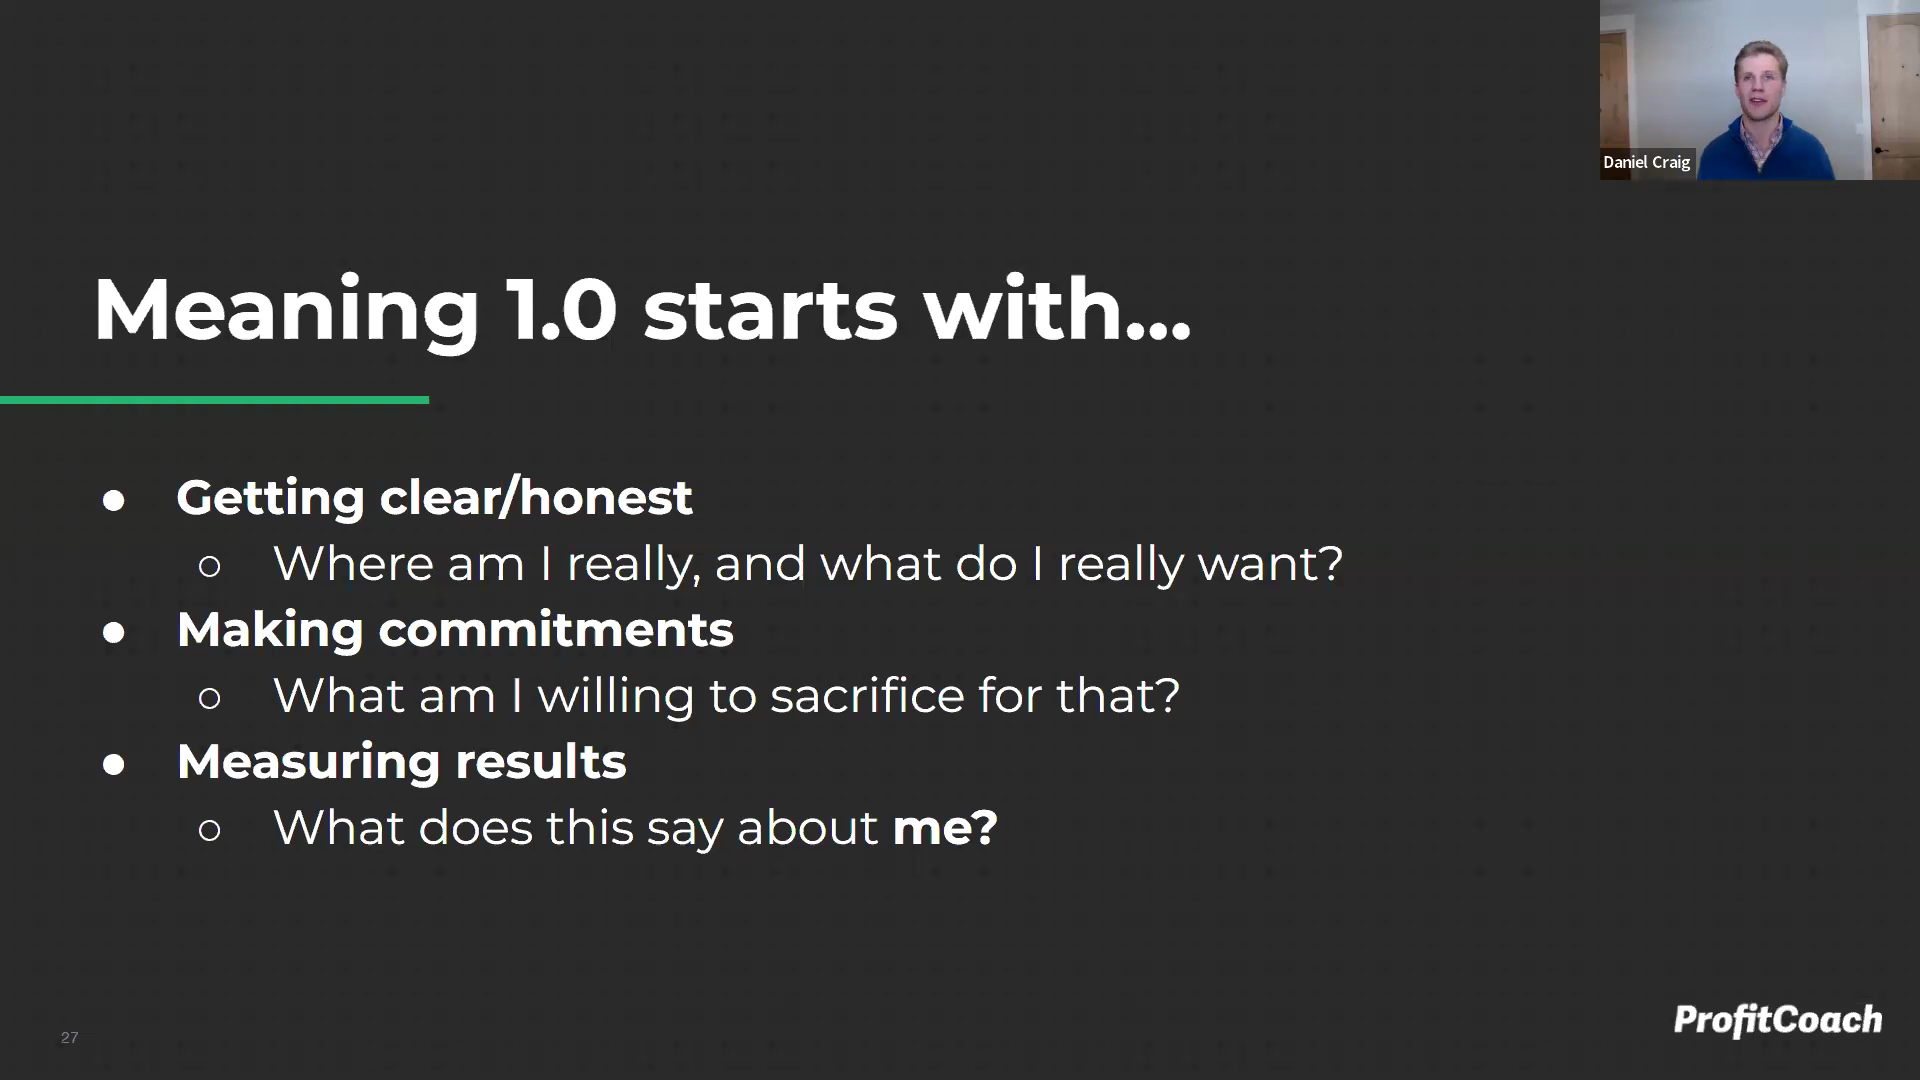 Daniel Craig
Meaning 1.0 starts with...
● Getting clear/honest
○ Where am I really, and what do I really want?
● Making commitments
○ What am I willing to sacrifice for that?
● Measuring results
○ What does this say about me?
27
ProfitCoach